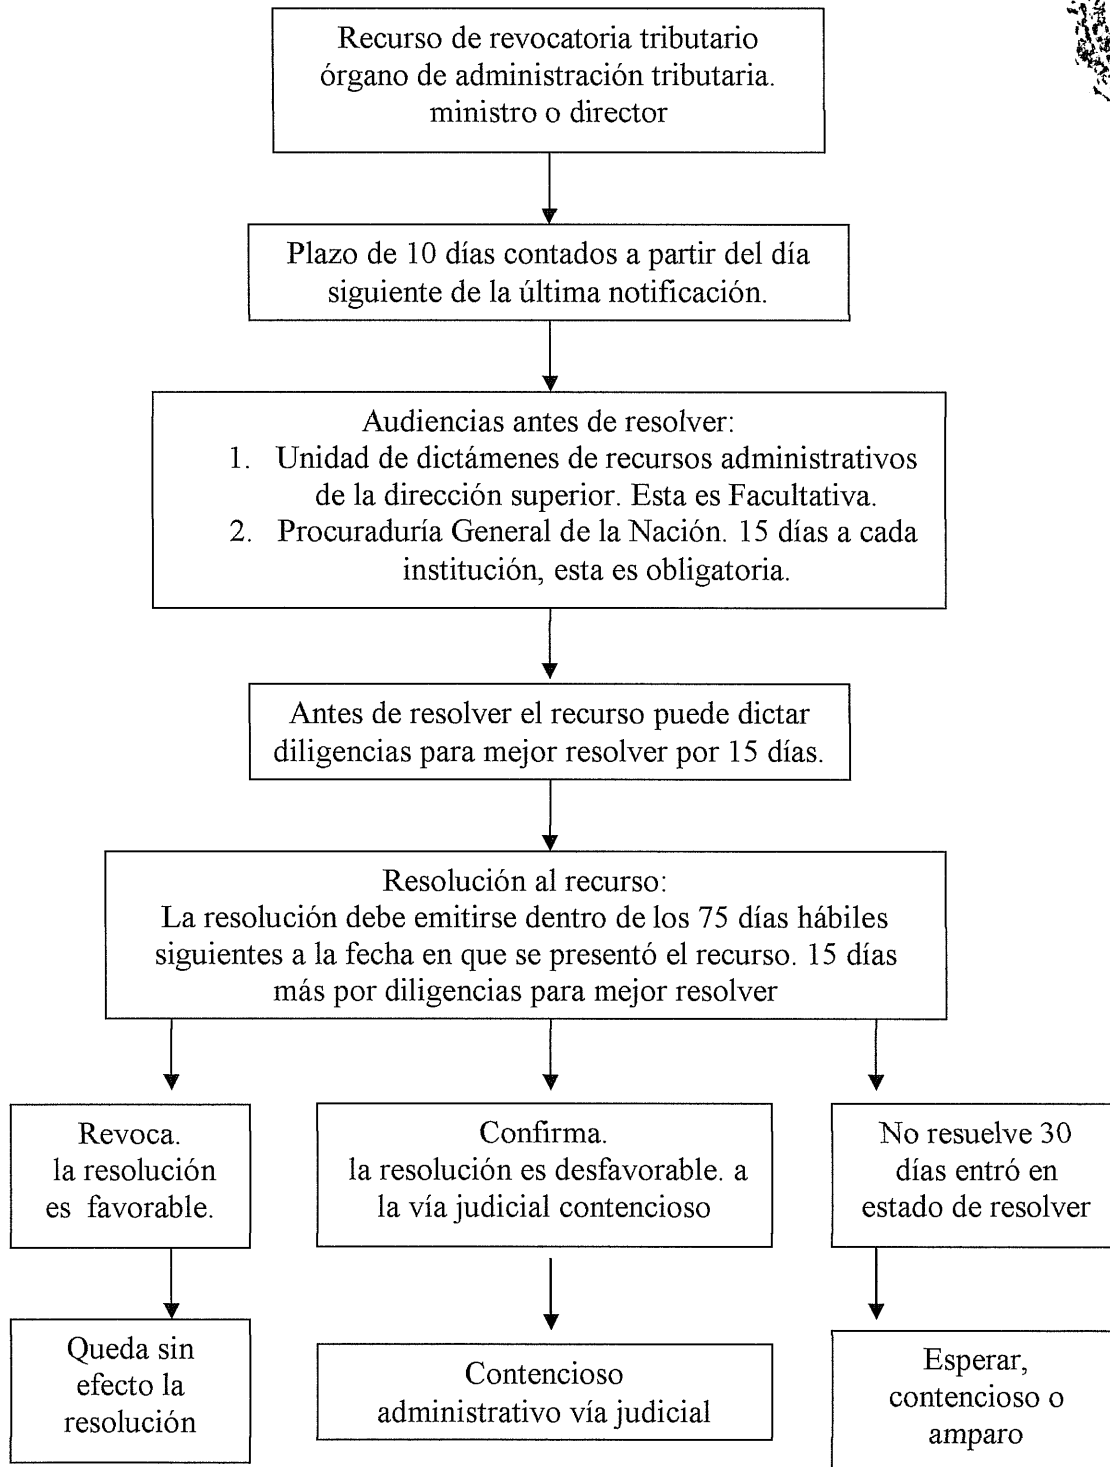 Recurso de revocatoria tributario
órgano de administración tributaria.
ministro o director
Plazo de 10 días contados a partir del día
siguiente de la última notificación.
Audiencias antes de resolver:
1. Unidad de dictámenes de recursos administrativos
de la dirección superior. Esta es Facultativa.
2. Procuraduría General de la Nación. 15 días a cada
institución, esta es obligatoria.
Antes de resolver el recurso puede dictar
diligencias para mejor resolver por 15 días.
Resolución al recurso:
La resolución debe emitirse dentro de los 75 días hábiles
siguientes a la fecha en que se presentó el recurso. 15 días
más por diligencias para mejor resolver
Revoca.
la resolución
es favorable.
Confirma.
la resolución es desfavorable. a
la vía judicial contencioso
No resuelve 30
días entró en
estado de resolver
Queda sin
efecto la
resolución
Contencioso
administrativo vía judicial
Esperar,
contencioso o
amparo